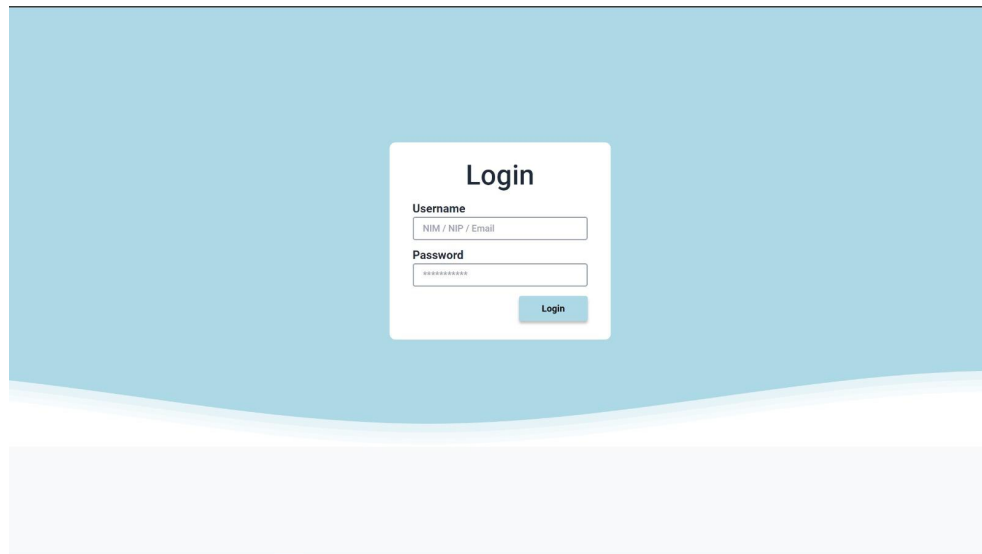 Login
Username
NIM / NIP / Email
Password
***********
Login